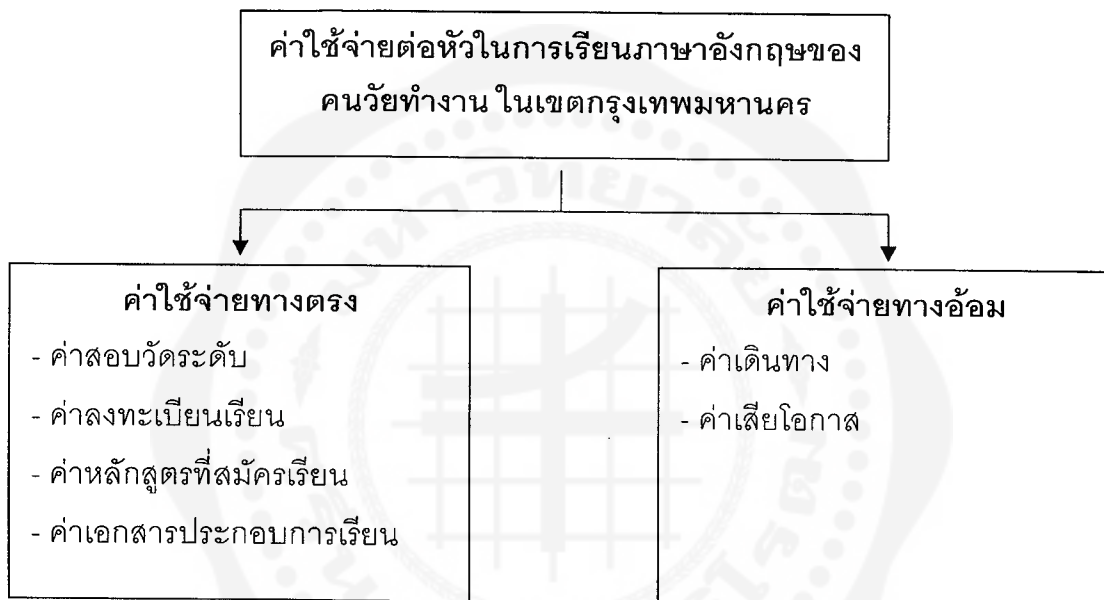 ค่าใช้จ่ายต่อหัวในการเรียนภาษาอังกฤษของ
คนวัยทำงาน ในเขตกรุงเทพมหานคร
ค่าใช้จ่ายทางตรง
- ค่าสอบวัดระดับ
- ค่าลงทะเบียนเรียน
- ค่าหลักสูตรที่สมัครเรียน
- ค่าเอกสารประกอบการเรียน
ค่าใช้จ่ายทางอ้อม
- ค่าเดินทาง
- ค่าเสียโอกาส